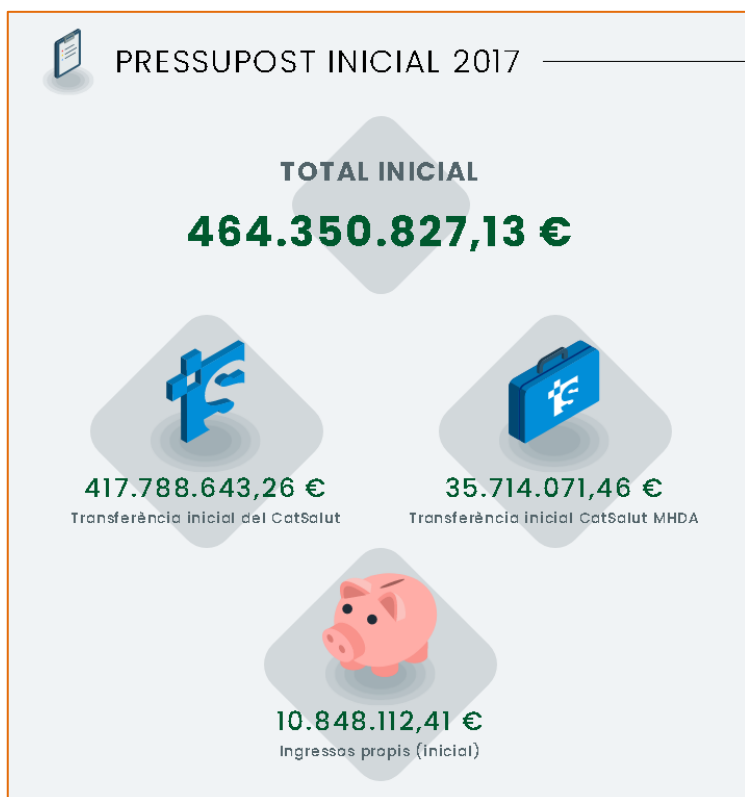 PRESSUPOST INICIAL 2017
TOTAL INICIAL
464.350.827,13 €
417.788.643,26 €
Transferència inicial del CatSalut
35.714.071,46 €
Transferència inicial CatSalut MHDA
10.848.112,41 €
Ingressos propis (inicial)